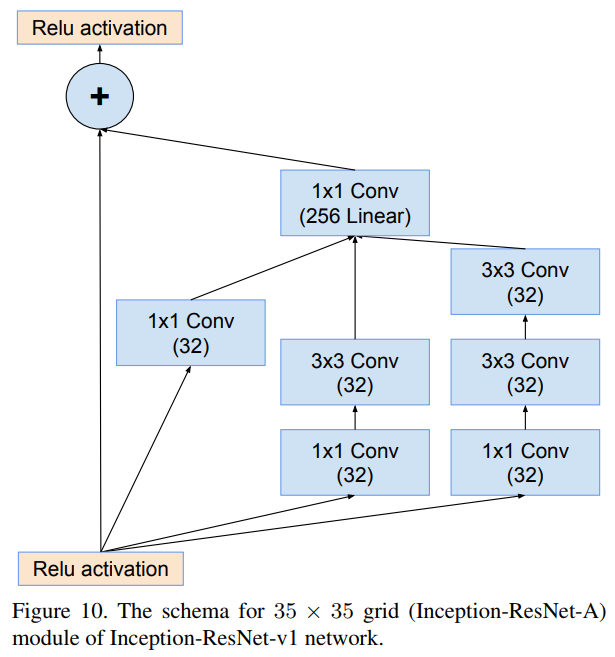 Relu activation
+
1x1 Conv
(256 Linear)
3x3 Conv
(32)
1x1 Conv
(32)
3x3 Conv
(32)
3x3 Conv
(32)
1x1 Conv
(32)
1x1 Conv
(32)
Relu activation
Figure 10. The schema for 35 × 35 grid (Inception-ResNet-A)
module of Inception-ResNet-v1 network.